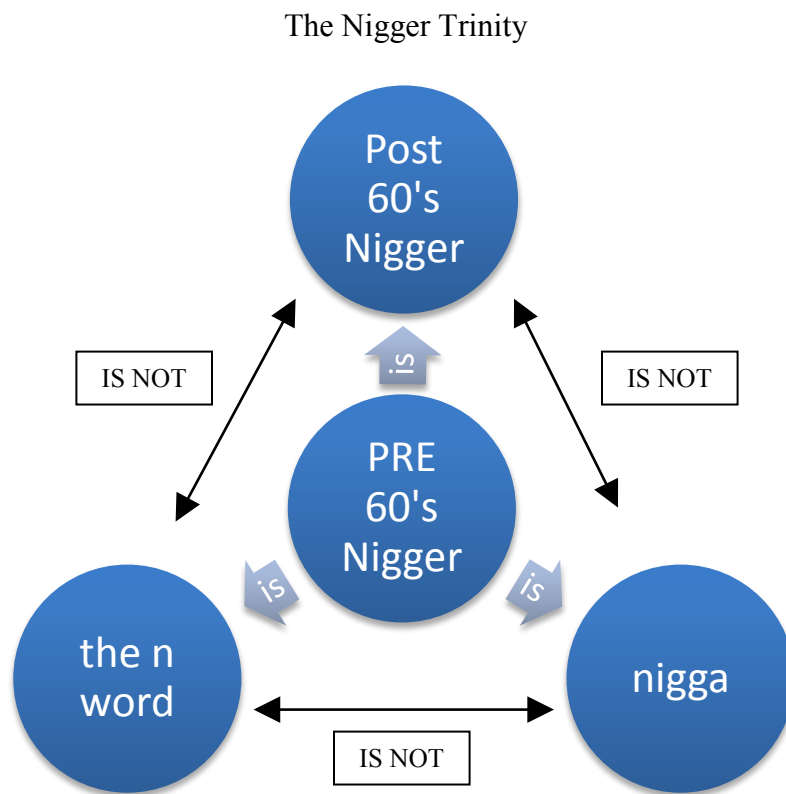 The Nigger Trinity
Post
60's
Nigger
is
IS NOT
IS NOT
PRE
60's
Nigger
is
is
the n
word
nigga
IS NOT